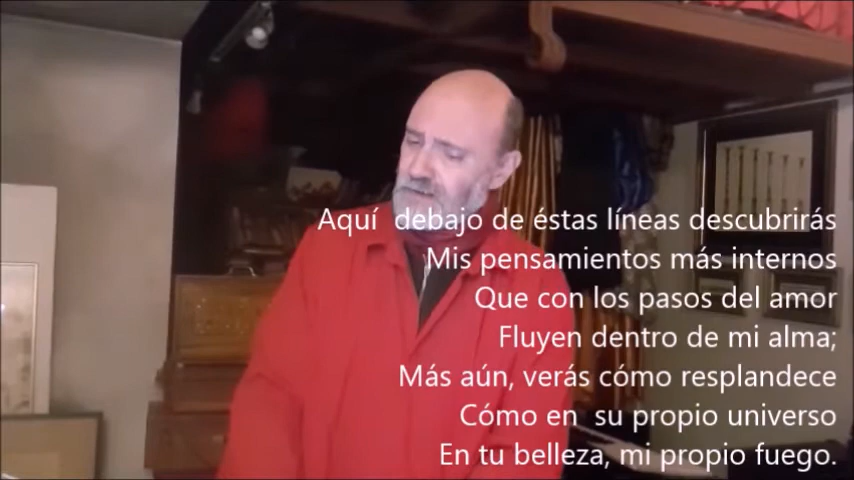 Aquí  debajo de éstas líneas descubrirás
Mis pensamientos más internos
Que con los pasos del amor
Fluyen dentro de mi alma;
Más aún, verás cómo resplandece
Cómo en  su propio universo
En tu belleza, mi propio fuego.